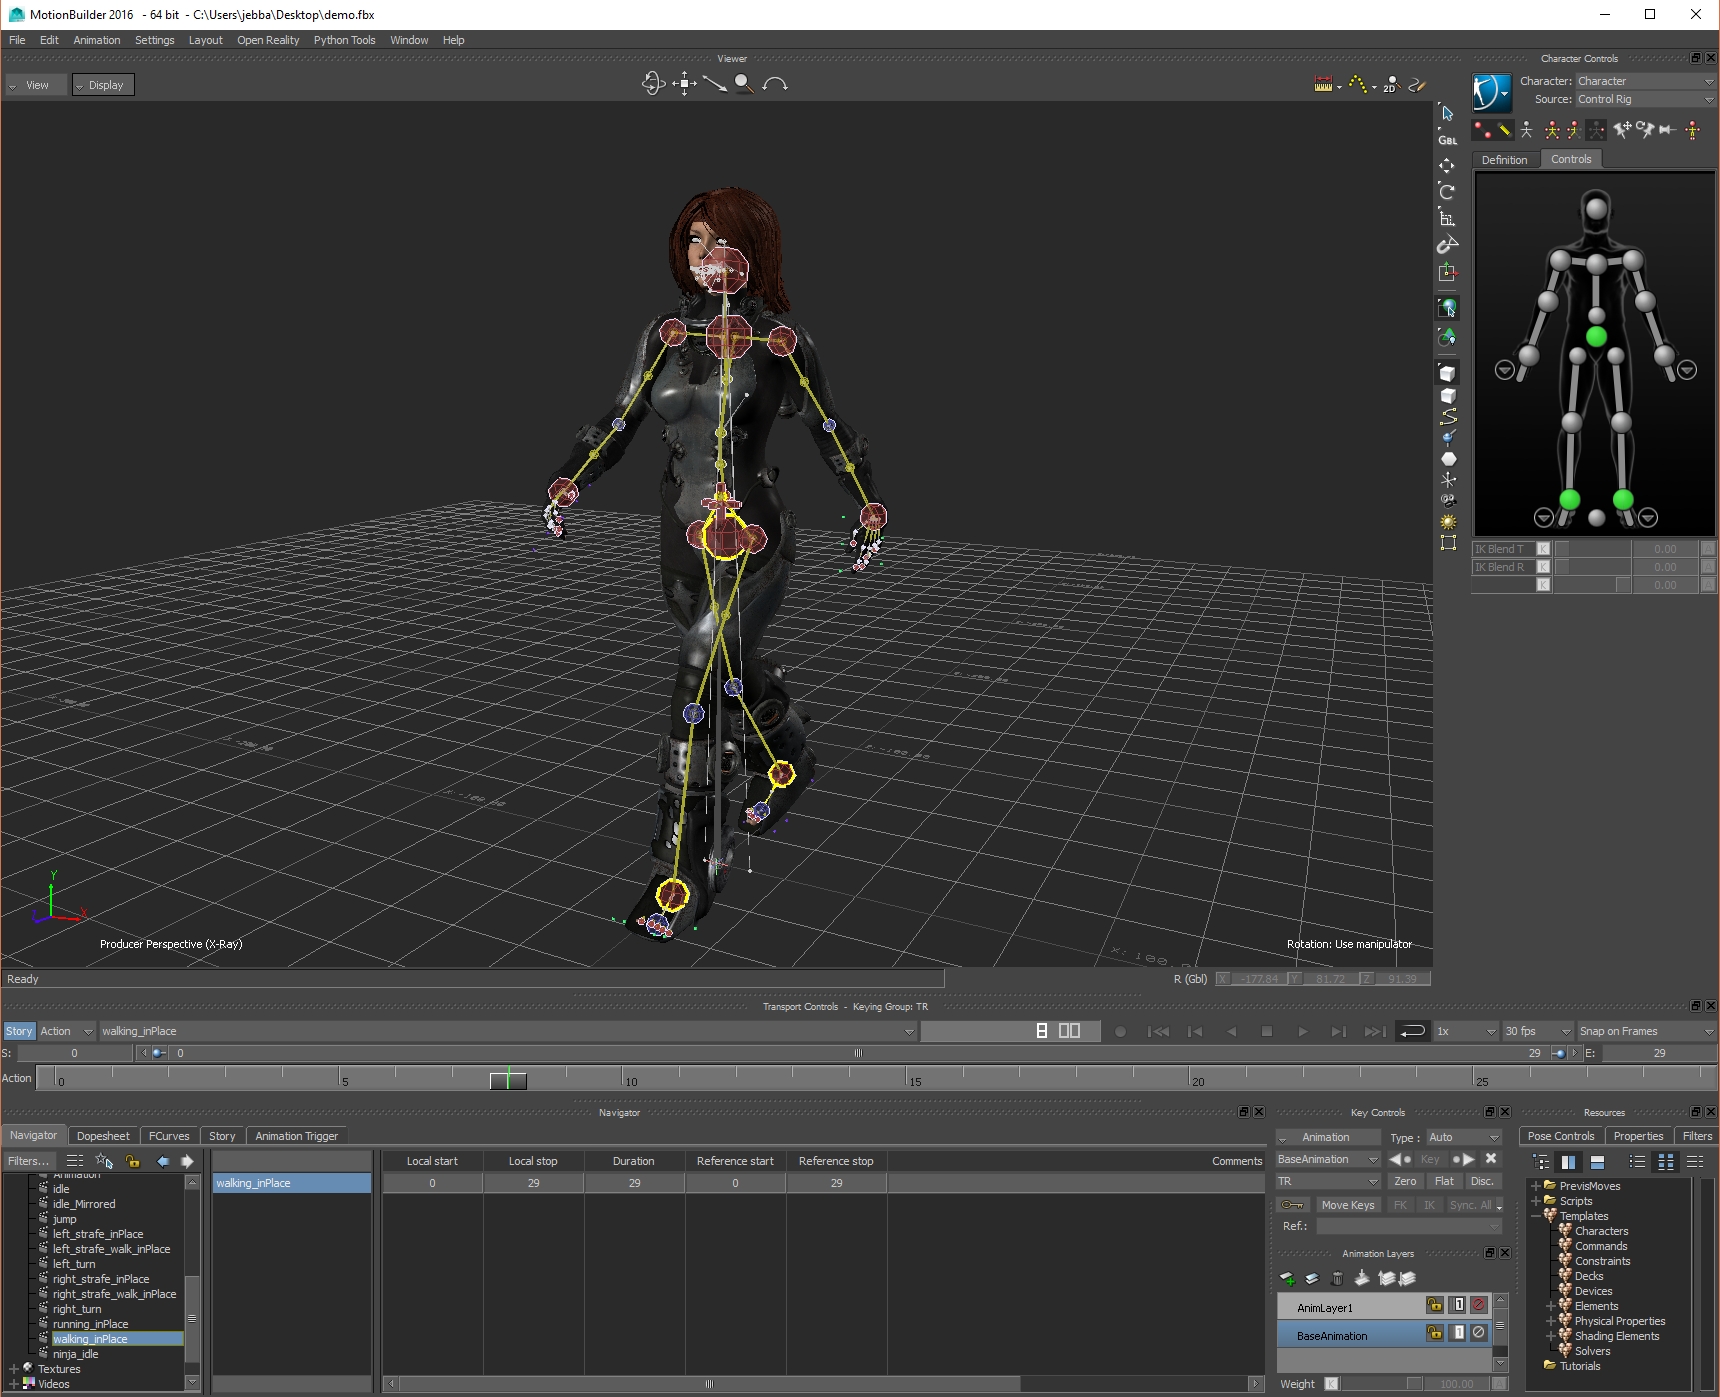 MotionBuilder 2016 - 64 bit - C:\Users\jebba\Desktop\demo.fbx
File Edit Animation Settings Layout Open Reality Python Tools Window Help
Viewer
View Display
2D
GBL
Producer Perspective (X-Ray)
Rotation: Use manipulator
Y
X
Z
Character Controls
Character: Character
Source: Control Rig
Definition Controls
IK Blend T K 0.00 A
IK Blend R K 0.00 A
K 0.00 A
Ready
R (Gbl) X -177.84 Y 81.72 Z 91.39
Transport Controls - Keying Group: TR
Story Action walking_inPlace 1x 30 fps Snap on Frames
S: 0 0 29 E: 29
Action 0 5 10 15 20 25
Navigator
Navigator Dopesheet FCurves Story Animation Trigger
Filters...
Animation
idle
idle_Mirrored
jump
left_strafe_inPlace
left_strafe_walk_inPlace
left_turn
right_strafe_inPlace
right_strafe_walk_inPlace
right_turn
running_inPlace
walking_inPlace
ninja_idle
Textures
Videos
Local start Local stop Duration Reference start Reference stop Comments
walking_inPlace 0 29 29 0 29
Key Controls
Animation Type : Auto
BaseAnimation Key
TR Zero Flat Disc.
Move Keys FK IK Sync. All
Ref.:
Animation Layers
AnimLayer1 1
BaseAnimation 1
Weight K 100.00 A
Resources
Pose Controls Properties Filters
PrevisMoves
Scripts
Templates
Characters
Commands
Constraints
Decks
Devices
Elements
Physical Properties
Shading Elements
Solvers
Tutorials